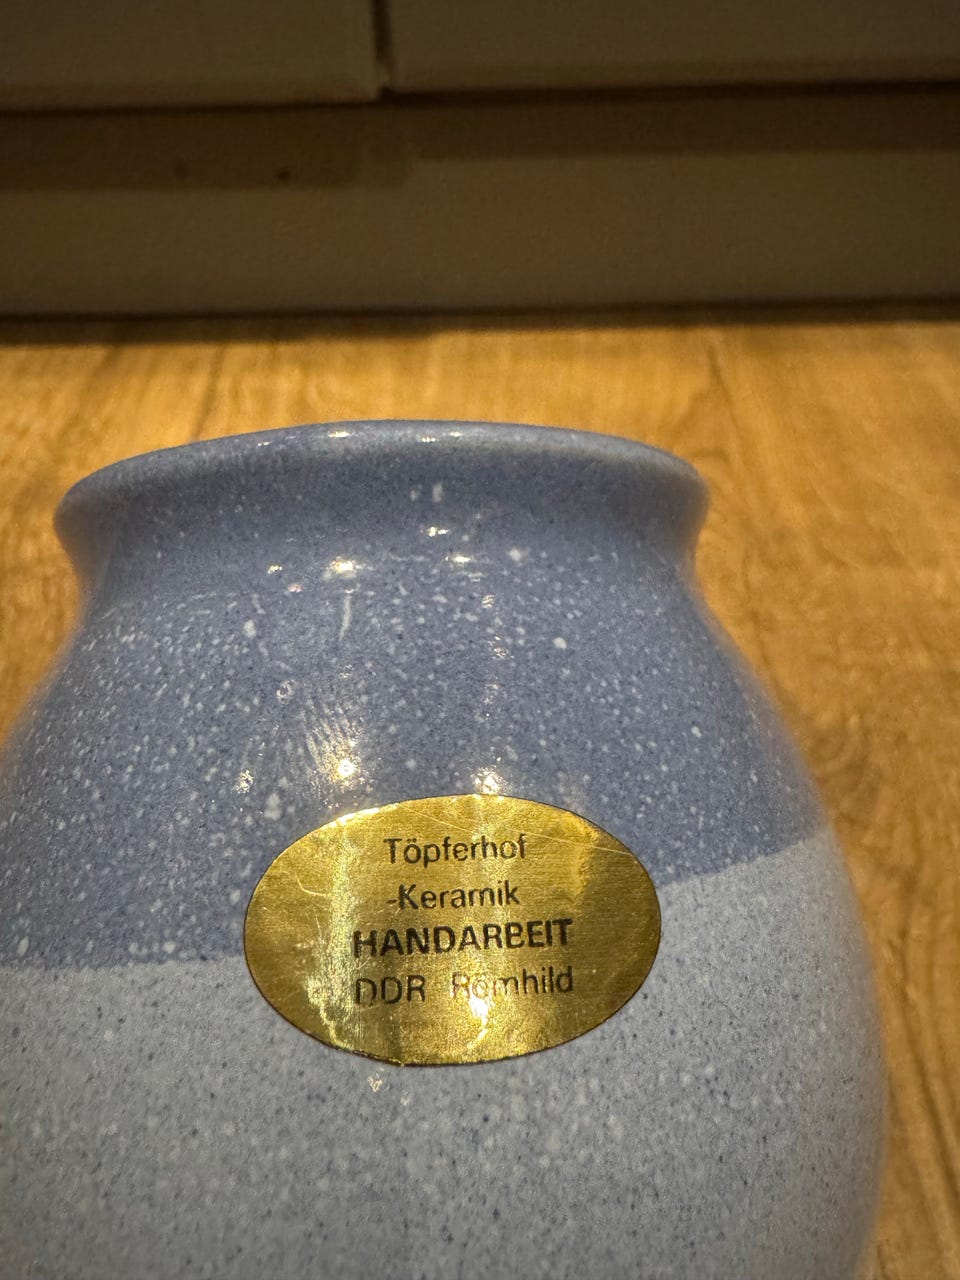 Töpferhof
-Keramik
HANDARBEIT
DDR Römhild